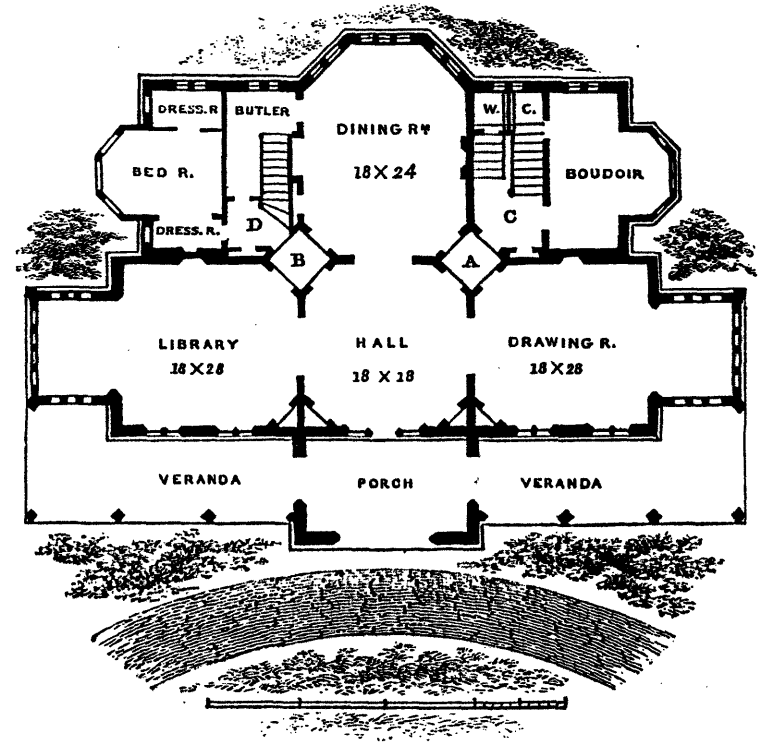 DRESS. R
BUTLER
W. C.
DINING RM
18 × 24
BED R.
BOUDOIR
DRESS. R.
D
C
B
A
LIBRARY
18 × 28
HALL
18 × 18
DRAWING R.
18 × 28
VERANDA
PORCH
VERANDA